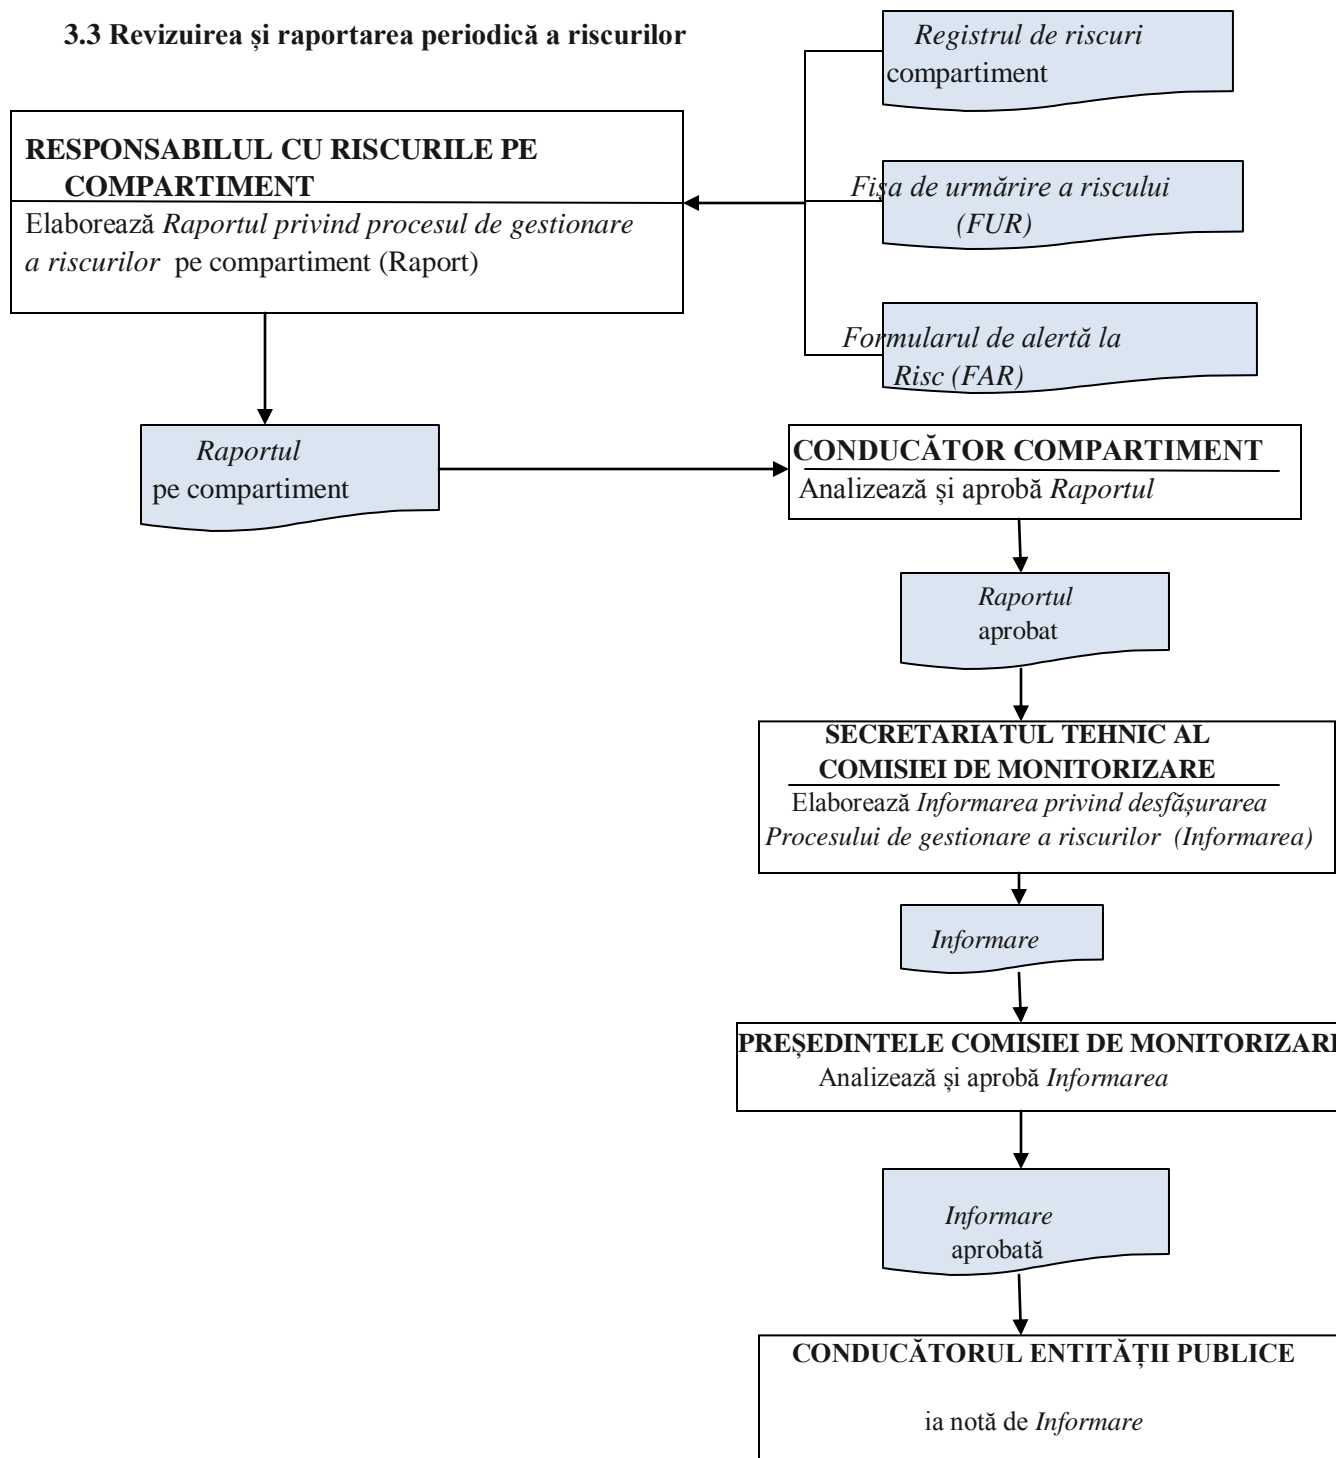 3.3 Revizuirea și raportarea periodică a riscurilor
Registrul de riscuri
compartiment
RESPONSABILUL CU RISCURILE PE
COMPARTIMENT
Elaborează Raportul privind procesul de gestionare
a riscurilor pe compartiment (Raport)
Fișa de urmărire a riscului
(FUR)
Formularul de alertă la
Risc (FAR)
Raportul
pe compartiment
CONDUCĂTOR COMPARTIMENT
Analizează și aprobă Raportul
Raportul
aprobat
SECRETARIATUL TEHNIC AL
COMISIEI DE MONITORIZARE
Elaborează Informarea privind desfășurarea
Procesului de gestionare a riscurilor (Informarea)
Informare
PREȘEDINTELE COMISIEI DE MONITORIZARE
Analizează și aprobă Informarea
Informare
aprobată
CONDUCĂTORUL ENTITĂȚII PUBLICE
ia notă de Informare